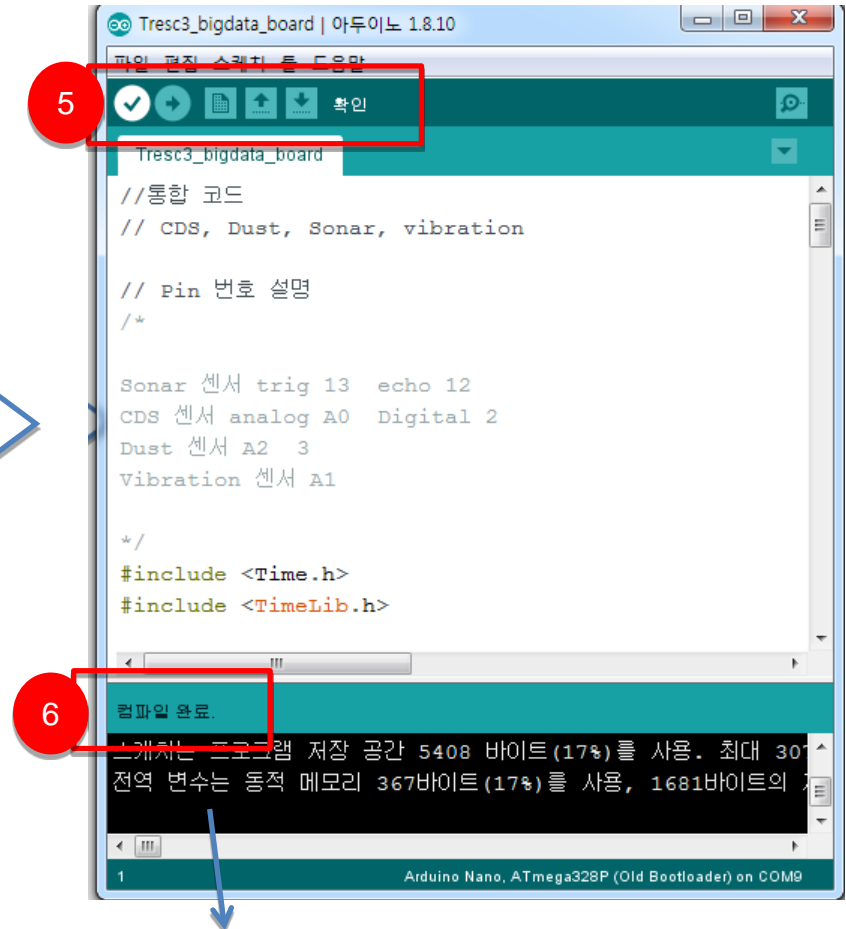 Tresc3_bigdata_board | 아두이노 1.8.10
파일 편집 스케치 툴 도움말
5
확인
Tresc3_bigdata_board
//통합 코드
// CDS, Dust, Sonar, vibration
// Pin 번호 설명
/*
Sonar 센서 trig 13 echo 12
CDS 센서 analog A0 Digital 2
Dust 센서 A2 3
Vibration 센서 A1
*/
#include <Time.h>
#include <TimeLib.h>
6
컴파일 완료.
스케치는 프로그램 저장 공간 5408 바이트(17%)를 사용. 최대 307
전역 변수는 동적 메모리 367바이트(17%)를 사용, 1681바이트의
1
Arduino Nano, ATmega328P (Old Bootloader) on COM9